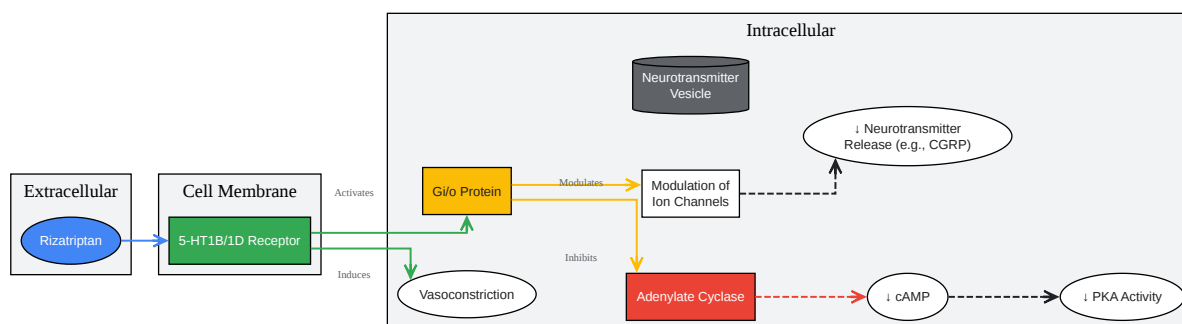 Intracellular
Neurotransmitter
Vesicle
↓ Neurotransmitter
Release (e.g., CGRP)
Extracellular
Cell Membrane
Activates
Gi/o Protein
Modulates
Modulation of
Ion Channels
Rizatriptan
5-HT1B/1D Receptor
Induces
Inhibits
Vasoconstriction
Adenylate Cyclase
↓ cAMP
↓ PKA Activity